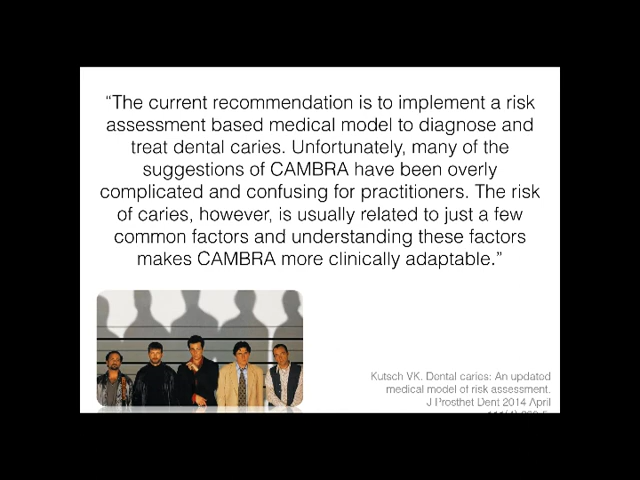 “The current recommendation is to implement a risk
assessment based medical model to diagnose and
treat dental caries. Unfortunately, many of the
suggestions of CAMBRA have been overly
complicated and confusing for practitioners. The risk
of caries, however, is usually related to just a few
common factors and understanding these factors
makes CAMBRA more clinically adaptable.”
Kutsch VK. Dental caries: An updated
medical model of risk assessment.
J Prosthet Dent 2014 April